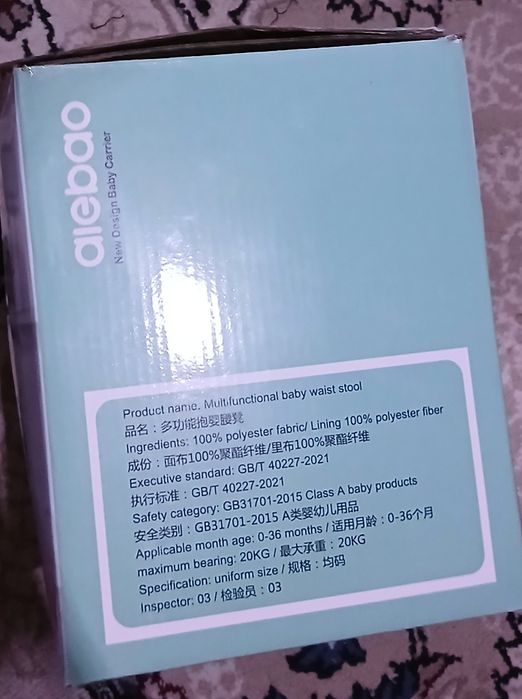 aiebao
New Design Baby Carrier
Product name. Multifunctional baby waist stool
品名：多功能抱婴腰凳
Ingredients: 100% polyester fabric/ Lining 100% polyester fiber
成份：面布100%聚酯纤维/里布100%聚酯纤维
Executive standard: GB/T 40227-2021
执行标准：GB/T 40227-2021
Safety category: GB31701-2015 Class A baby products
安全类别：GB31701-2015 A类婴幼儿用品
Applicable month age: 0-36 months / 适用月龄：0-36个月
maximum bearing: 20KG / 最大承重：20KG
Specification: uniform size / 规格：均码
Inspector: 03 / 检验员：03